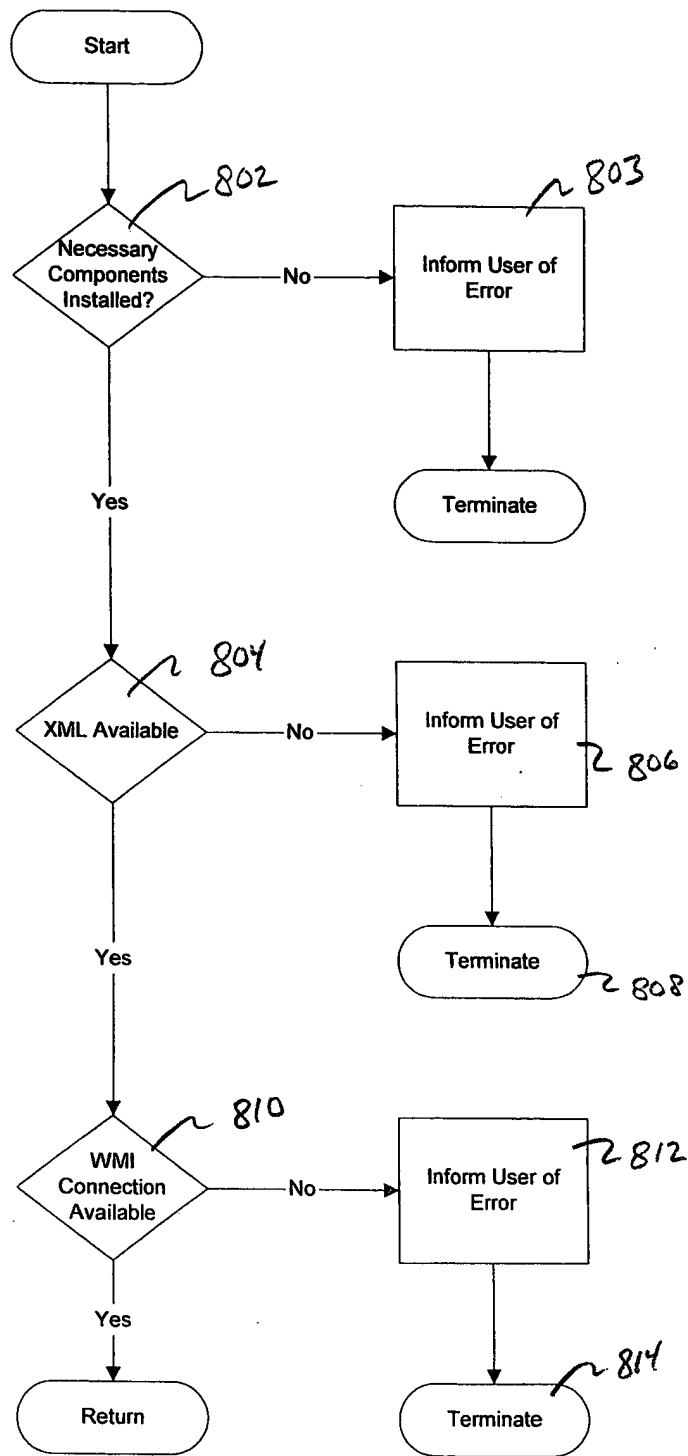 Start
802
Necessary
Components
Installed?
No
803
Inform User of
Error
Terminate
Yes
804
XML Available
No
Inform User of
Error
806
Terminate
808
Yes
810
WMI
Connection
Available
No
Inform User of
Error
812
Yes
Return
Terminate
814